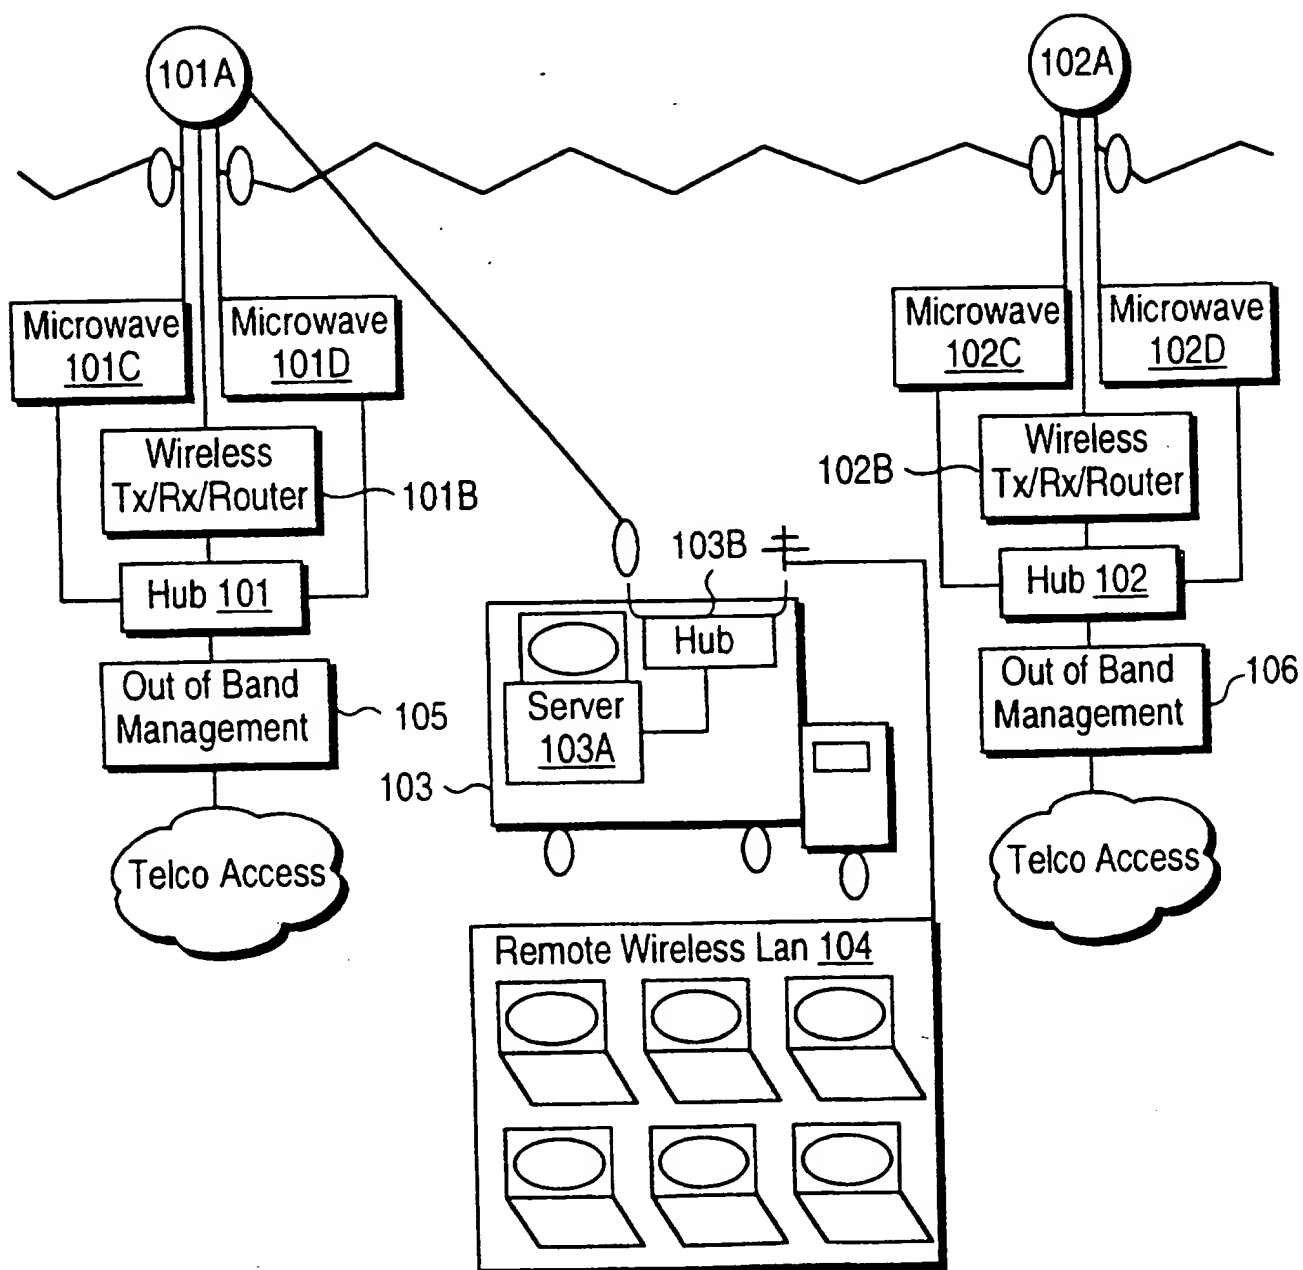 101A
102A
Microwave
101C
Microwave
101D
Microwave
102C
Microwave
102D
Wireless
Tx/Rx/Router
101B
Wireless
Tx/Rx/Router
102B
103B
Hub 101
Hub 102
Hub
Out of Band
Management
105
Server
103A
103
Out of Band
Management
106
Telco Access
Telco Access
Remote Wireless Lan 104